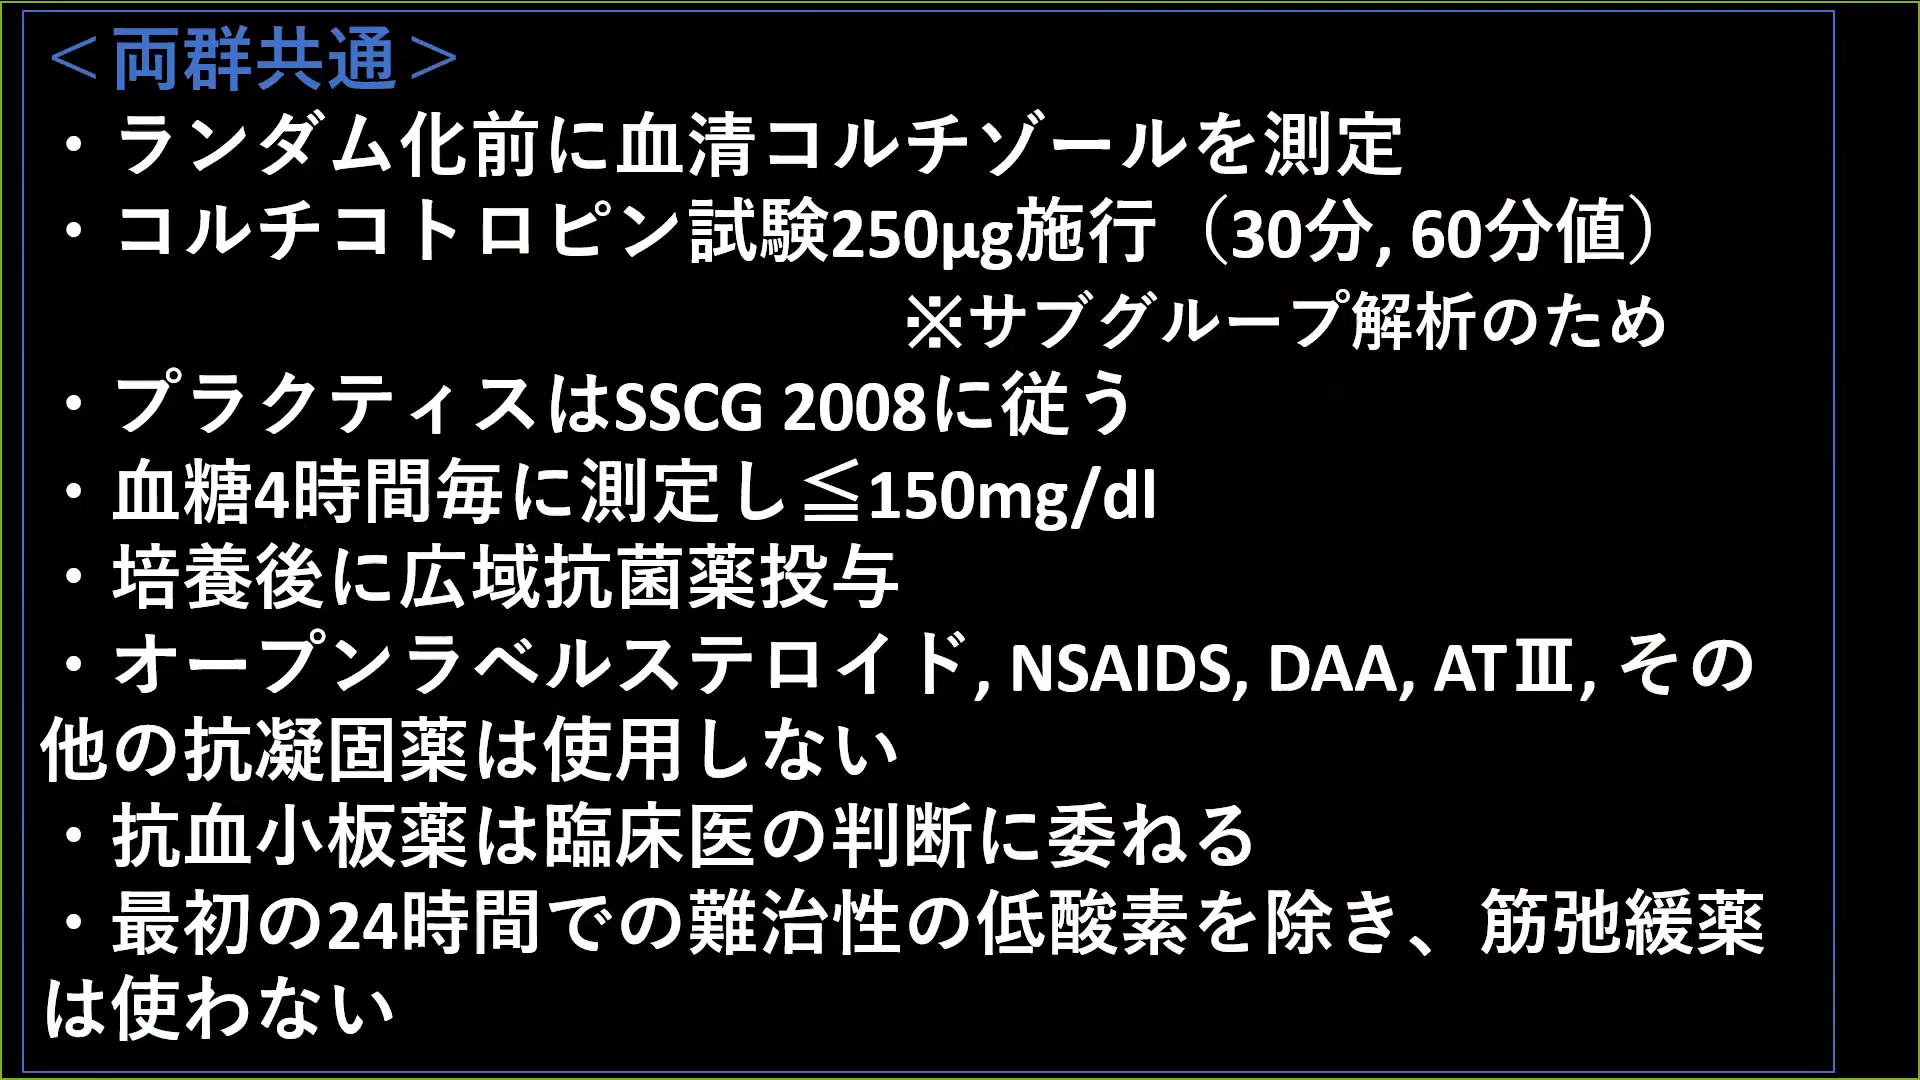 ＜両群共通＞
・ランダム化前に血清コルチゾールを測定
・コルチコトロピン試験250μg施行（30分, 60分値）
※サブグループ解析のため
・プラクティスはSSCG 2008に従う
・血糖4時間毎に測定し≦150mg/dl
・培養後に広域抗菌薬投与
・オープンラベルステロイド, NSAIDS, DAA, ATⅢ, その
他の抗凝固薬は使用しない
・抗血小板薬は臨床医の判断に委ねる
・最初の24時間での難治性の低酸素を除き、筋弛緩薬
は使わない